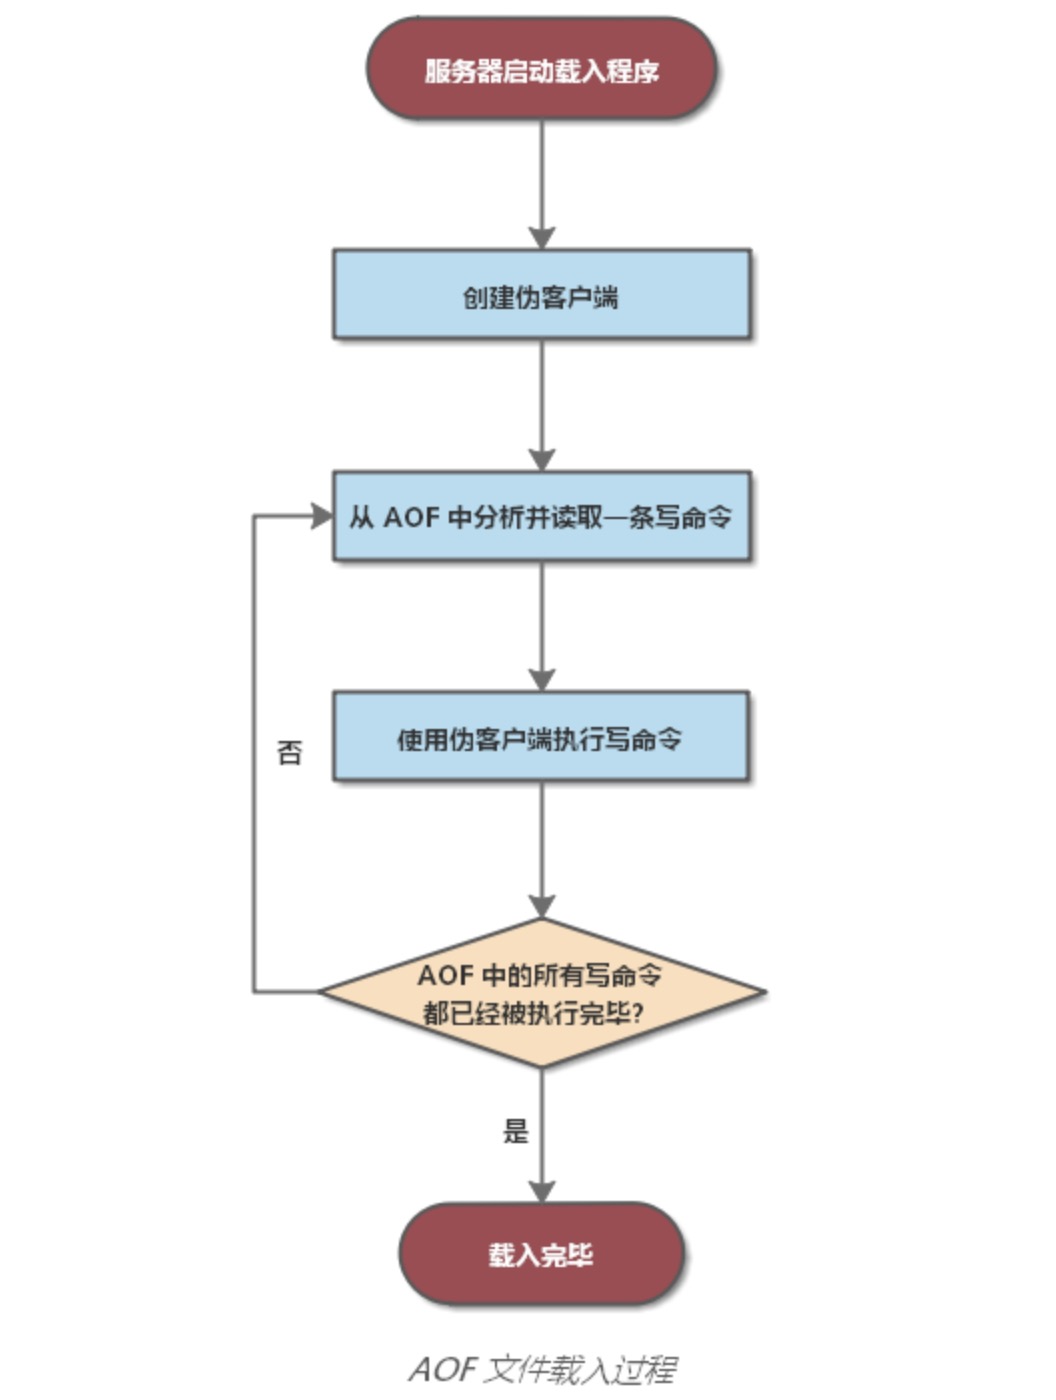 服务器启动载入程序
创建伪客户端
从 AOF 中分析并读取一条写命令
使用伪客户端执行写命令
否
AOF 中的所有写命令
都已经被执行完毕?
是
载入完毕
AOF 文件载入过程